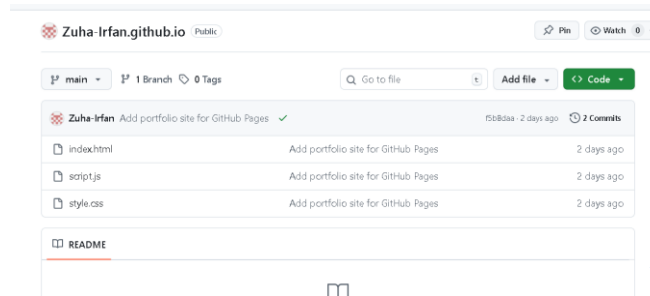 Zuha-Irfan.github.io Public Pin Watch 0
main 1 Branch 0 Tags Go to file t Add file Code
Zuha-Irfan Add portfolio site for GitHub Pages f5b8daa · 2 days ago 2 Commits
index.html Add portfolio site for GitHub Pages 2 days ago
script.js Add portfolio site for GitHub Pages 2 days ago
style.css Add portfolio site for GitHub Pages 2 days ago
README